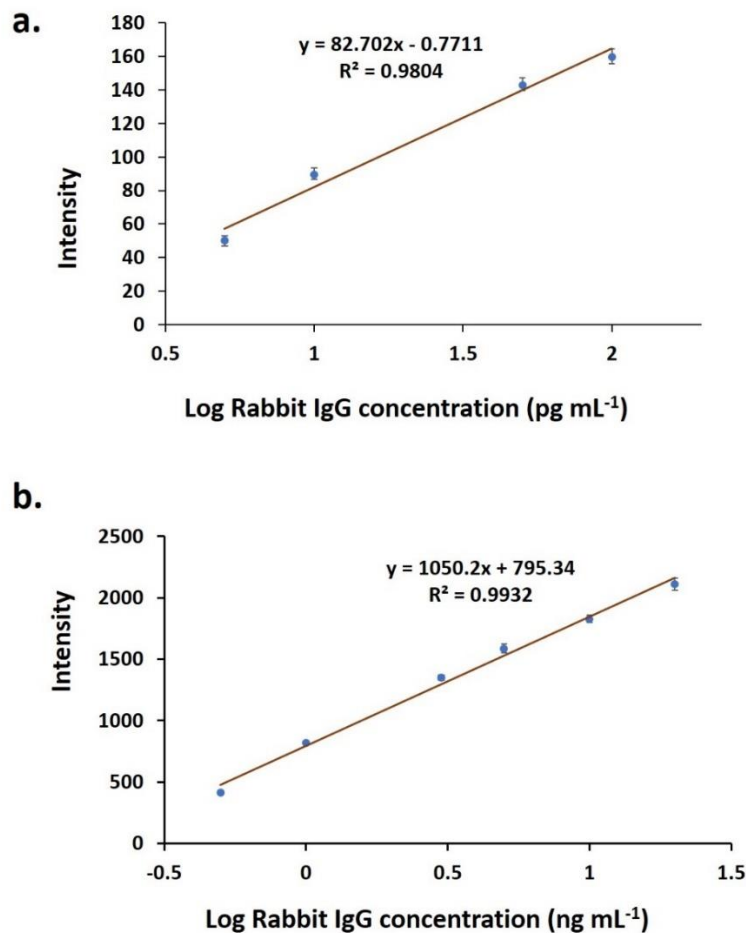 a.
y = 82.702x - 0.7711
R² = 0.9804
180
160
140
120
100
80
60
40
20
0
Intensity
0.5 1 1.5 2
Log Rabbit IgG concentration (pg mL⁻¹)
b.
y = 1050.2x + 795.34
R² = 0.9932
2500
2000
1500
1000
500
0
Intensity
-0.5 0 0.5 1 1.5
Log Rabbit IgG concentration (ng mL⁻¹)